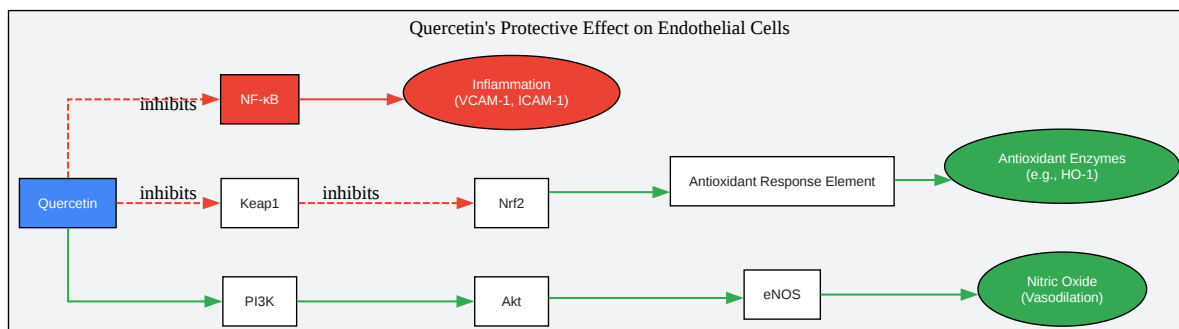 Quercetin's Protective Effect on Endothelial Cells
inhibits
NF-κB
Inflammation
(VCAM-1, ICAM-1)
Quercetin
inhibits
Keap1
inhibits
Nrf2
Antioxidant Response Element
Antioxidant Enzymes
(e.g., HO-1)
PI3K
Akt
eNOS
Nitric Oxide
(Vasodilation)